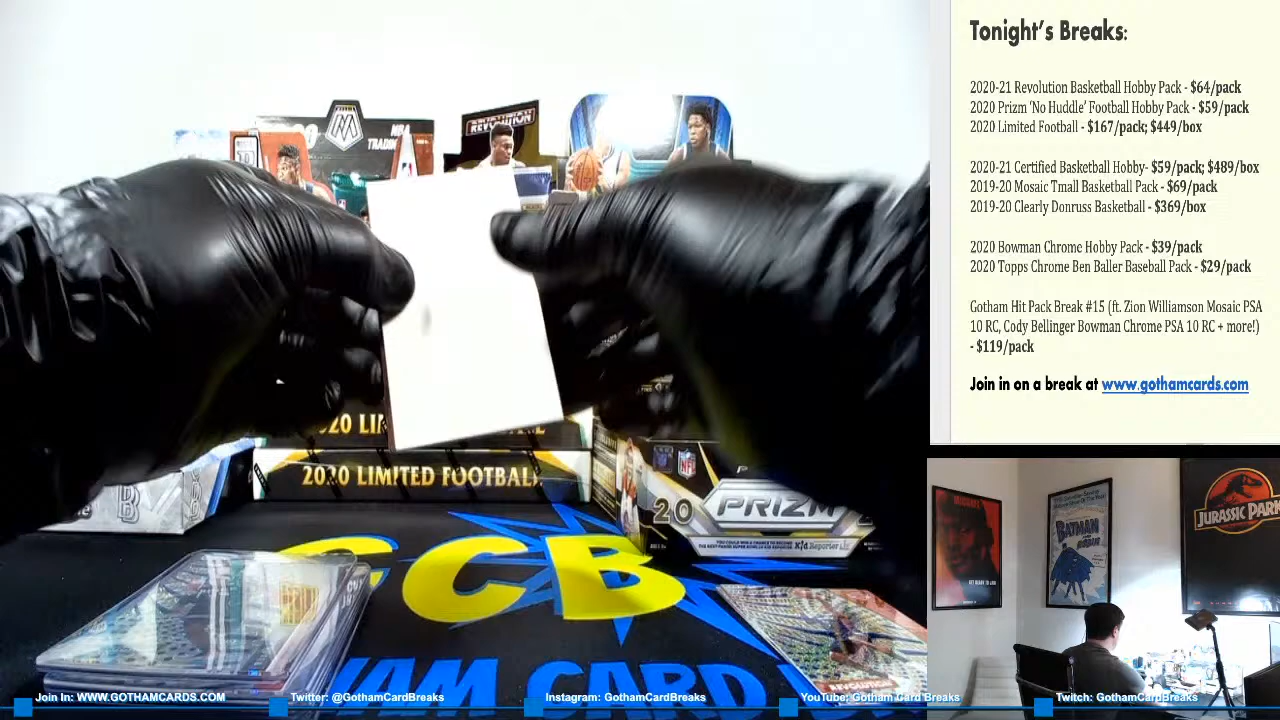 Tonight's Breaks:
2020-21 Revolution Basketball Hobby Pack - $64/pack
2020 Prizm 'No Huddle' Football Hobby Pack - $59/pack
2020 Limited Football - $167/pack; $449/box
2020-21 Certified Basketball Hobby- $59/pack; $489/box
2019-20 Mosaic Tmall Basketball Pack - $69/pack
2019-20 Clearly Donruss Basketball - $369/box
2020 Bowman Chrome Hobby Pack - $39/pack
2020 Topps Chrome Ben Baller Baseball Pack - $29/pack
Gotham Hit Pack Break #15 (ft. Zion Williamson Mosaic PSA
10 RC, Cody Bellinger Bowman Chrome PSA 10 RC + more!)
- $119/pack
Join in on a break at www.gothamcards.com
REVOLUTION
NBA
2020 LIMITED FOOTBALL
NFL
20
PRIZM
GCB
CARD
REVOLUTION
BATMAN
JURASSIC PARK
Join In: WWW.GOTHAMCARDS.COM
Twitter: @GothamCardBreaks
Instagram: GothamCardBreaks
YouTube: Gotham Card Breaks
Twitch: GothamCardBreaks